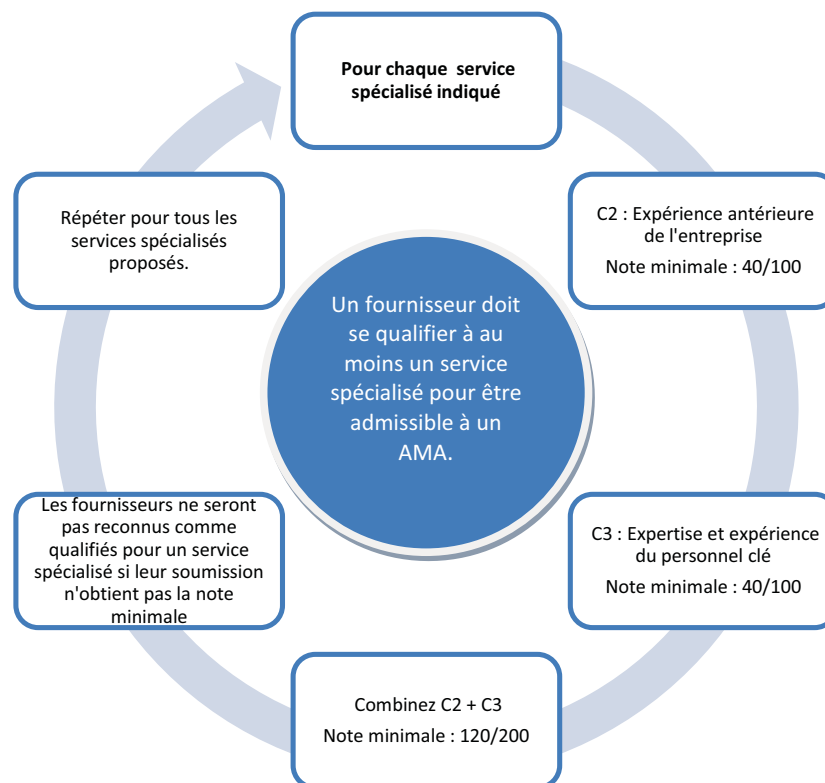 Pour chaque service
spécialisé indiqué
C2 : Expérience antérieure
de l'entreprise
Note minimale : 40/100
C3 : Expertise et expérience
du personnel clé
Note minimale : 40/100
Combinez C2 + C3
Note minimale : 120/200
Les fournisseurs ne seront
pas reconnus comme
qualifiés pour un service
spécialisé si leur soumission
n'obtient pas la note
minimale
Répéter pour tous les
services spécialisés
proposés.
Un fournisseur doit
se qualifier à au
moins un service
spécialisé pour être
admissible à un
AMA.